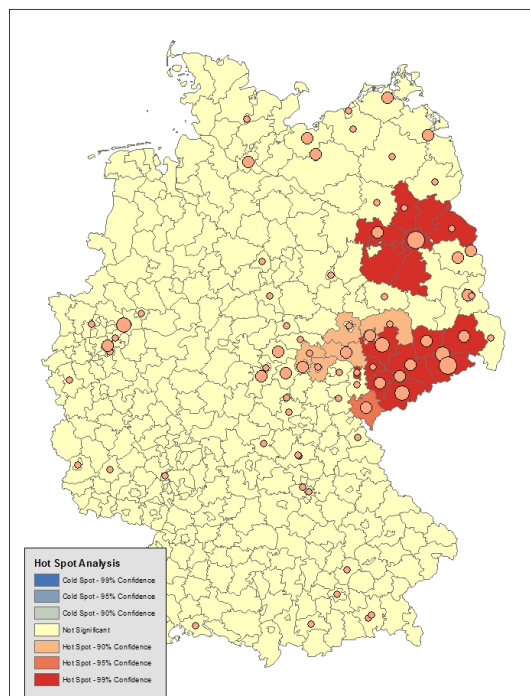 Hot Spot Analysis
Cold Spot - 99% Confidence
Cold Spot - 95% Confidence
Cold Spot - 90% Confidence
Not Significant
Hot Spot - 90% Confidence
Hot Spot - 95% Confidence
Hot Spot - 99% Confidence